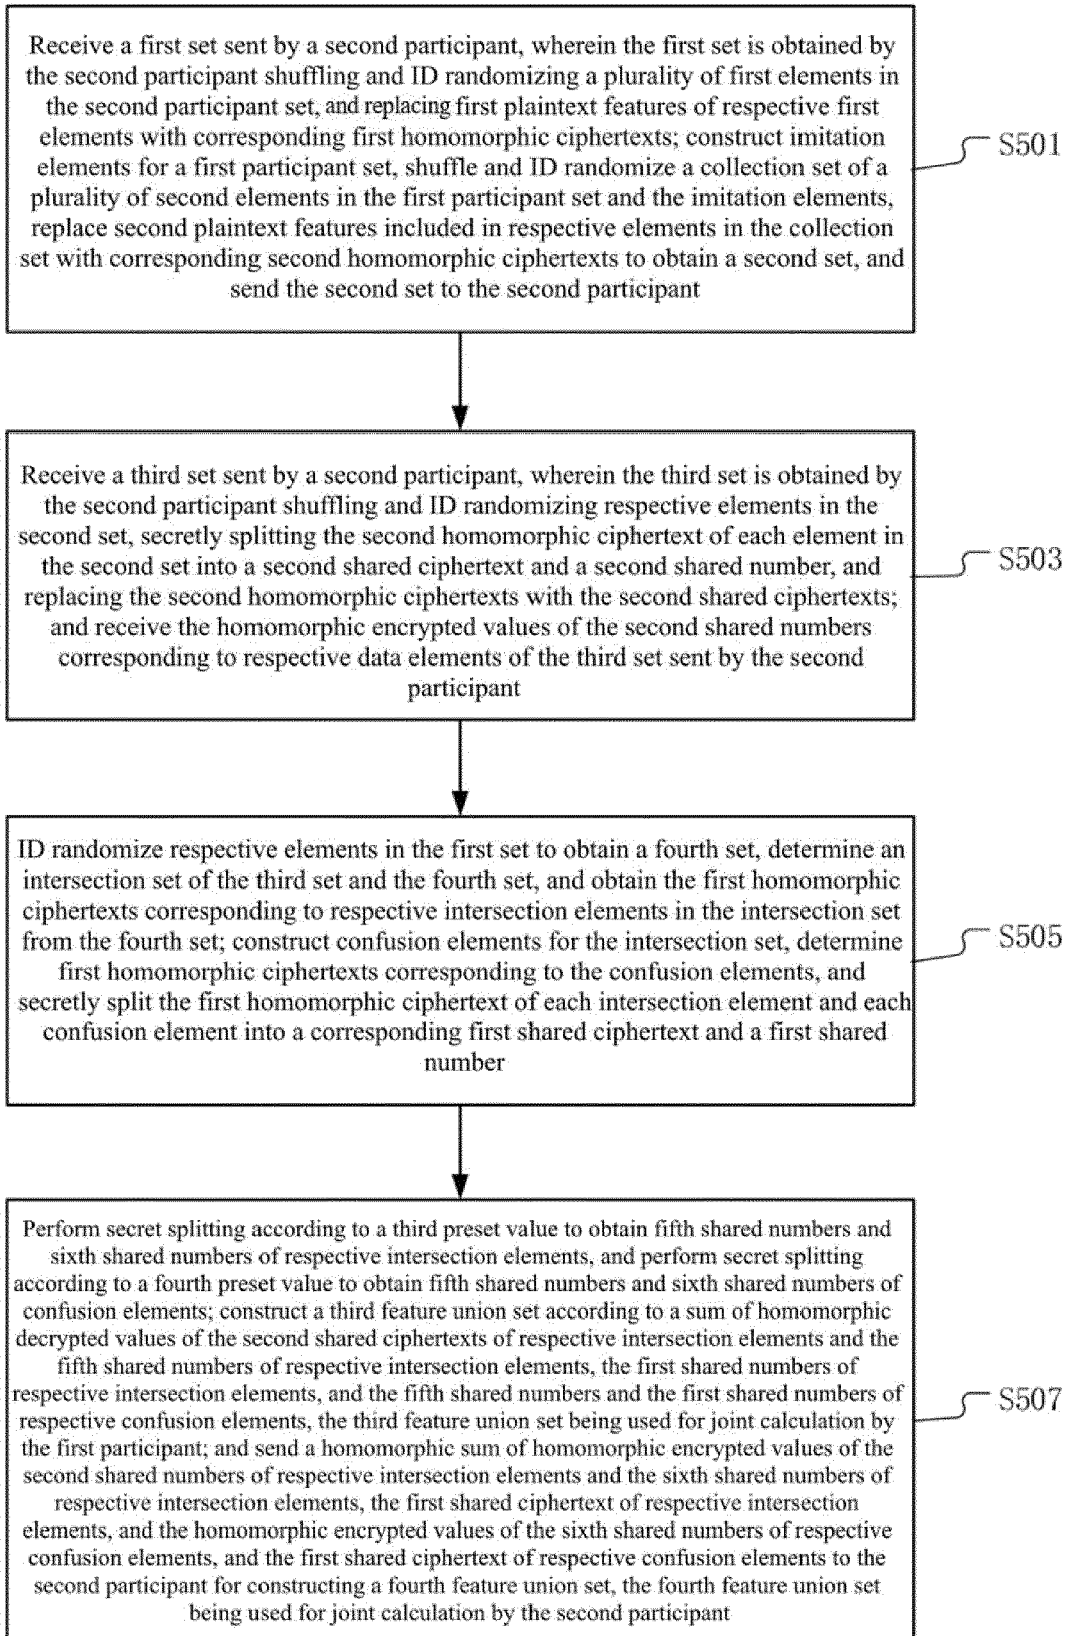 Receive a first set sent by a second participant, wherein the first set is obtained by
the second participant shuffling and ID randomizing a plurality of first elements in
the second participant set, and replacing first plaintext features of respective first
elements with corresponding first homomorphic ciphertexts; construct imitation
elements for a first participant set, shuffle and ID randomize a collection set of a
plurality of second elements in the first participant set and the imitation elements,
replace second plaintext features included in respective elements in the collection
set with corresponding second homomorphic ciphertexts to obtain a second set, and
send the second set to the second participant
S501
Receive a third set sent by a second participant, wherein the third set is obtained by
the second participant shuffling and ID randomizing respective elements in the
second set, secretly splitting the second homomorphic ciphertext of each element in
the second set into a second shared ciphertext and a second shared number, and
replacing the second homomorphic ciphertexts with the second shared ciphertexts;
and receive the homomorphic encrypted values of the second shared numbers
corresponding to respective data elements of the third set sent by the second
participant
S503
ID randomize respective elements in the first set to obtain a fourth set, determine an
intersection set of the third set and the fourth set, and obtain the first homomorphic
ciphertexts corresponding to respective intersection elements in the intersection set
from the fourth set; construct confusion elements for the intersection set, determine
first homomorphic ciphertexts corresponding to the confusion elements, and
secretly split the first homomorphic ciphertext of each intersection element and each
confusion element into a corresponding first shared ciphertext and a first shared
number
S505
Perform secret splitting according to a third preset value to obtain fifth shared numbers and
sixth shared numbers of respective intersection elements, and perform secret splitting
according to a fourth preset value to obtain fifth shared numbers and sixth shared numbers of
confusion elements; construct a third feature union set according to a sum of homomorphic
decrypted values of the second shared ciphertexts of respective intersection elements and the
fifth shared numbers of respective intersection elements, the first shared numbers of
respective intersection elements, and the fifth shared numbers and the first shared numbers of
respective confusion elements, the third feature union set being used for joint calculation by
the first participant; and send a homomorphic sum of homomorphic encrypted values of the
second shared numbers of respective intersection elements and the sixth shared numbers of
respective intersection elements, the first shared ciphertext of respective intersection
elements, and the homomorphic encrypted values of the sixth shared numbers of respective
confusion elements, and the first shared ciphertext of respective confusion elements to the
second participant for constructing a fourth feature union set, the fourth feature union set
being used for joint calculation by the second participant
S507